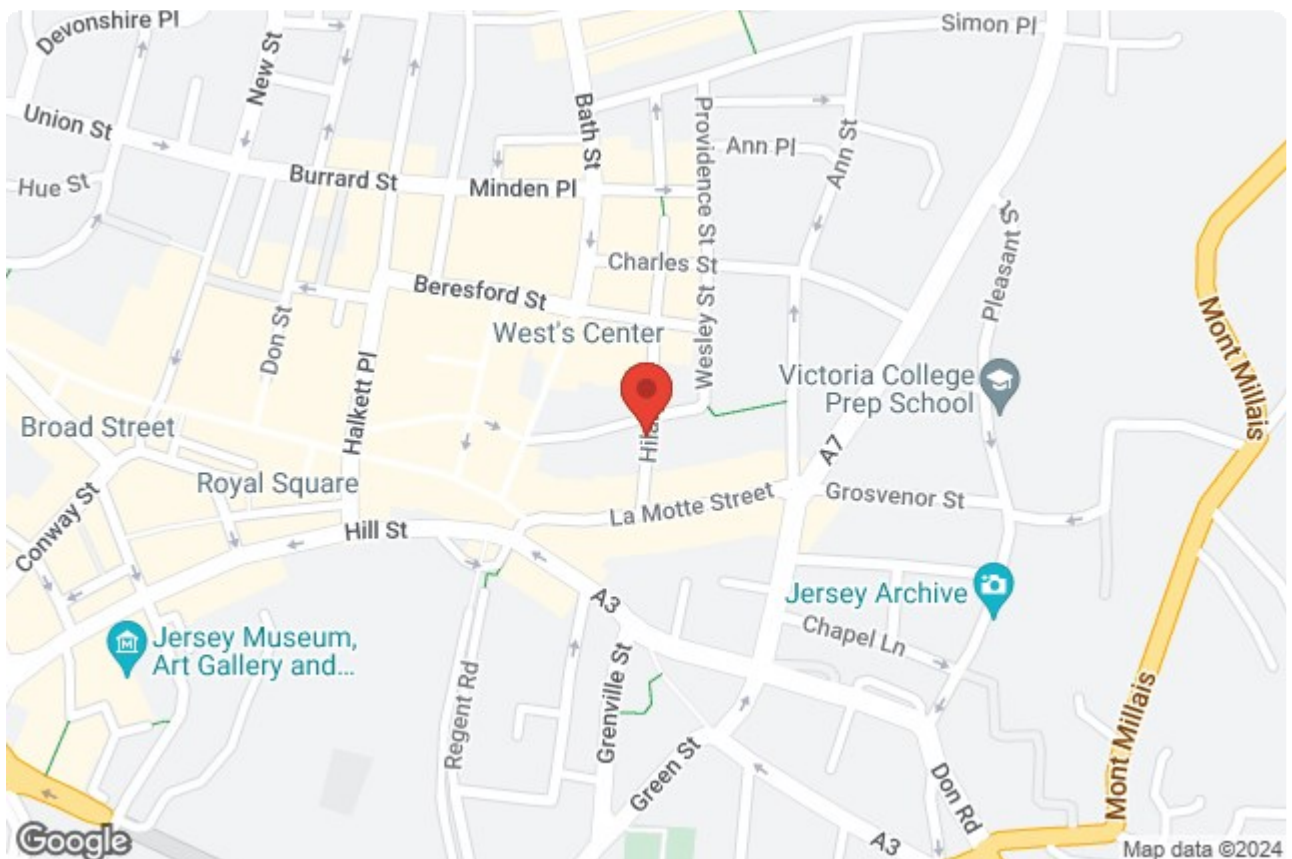 Devonshire Pl
New St
Simon Pl
Union St
Bath St
Providence St
Ann Pl
Ann St
Hue St
Burrard St
Minden Pl
Pleasant S
Charles St
Beresford St
Don St
West's Center
Wesley St
Mont Millais
Halkett Pl
Victoria College
Prep School
Broad Street
A7
Royal Square
La Motte Street
Grosvenor St
Conway St
Hill St
A3
Jersey Archive
Chapel Ln
Jersey Museum,
Art Gallery and...
Regent Rd
Grenville St
Mont Millais
Green St
Don Rd
A3
Google
Map data ©2024